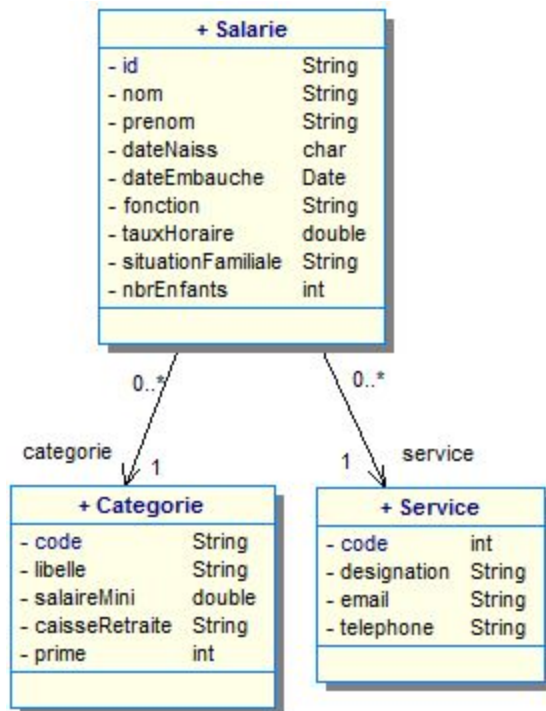 + Salarie
- id String
- nom String
- prenom String
- dateNaiss char
- dateEmbauche Date
- fonction String
- tauxHoraire double
- situationFamiliale String
- nbrEnfants int
0..* 0..*
categorie 1 1 service
+ Categorie
- code String
- libelle String
- salaireMini double
- caisseRetraite String
- prime int
+ Service
- code int
- designation String
- email String
- telephone String